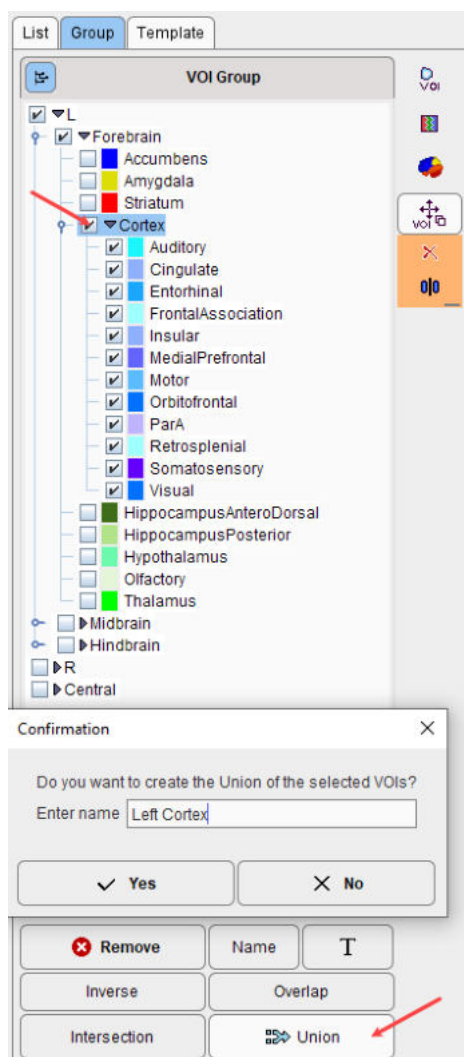 List Group Template
VOI Group
VOI
L
Forebrain
Accumbens
Amygdala
Striatum
VOI
Cortex
Auditory
Cingulate
Entorhinal
FrontalAssociation
Insular
MedialPrefrontal
Motor
Orbitofrontal
ParA
Retrosplenial
Somatosensory
Visual
HippocampusAnteroDorsal
HippocampusPosterior
Hypothalamus
Olfactory
Thalamus
Midbrain
Hindbrain
R
Central
Confirmation
Do you want to create the Union of the selected VOIs?
Enter name Left Cortex
Yes No
Remove Name T
Inverse Overlap
Intersection Union